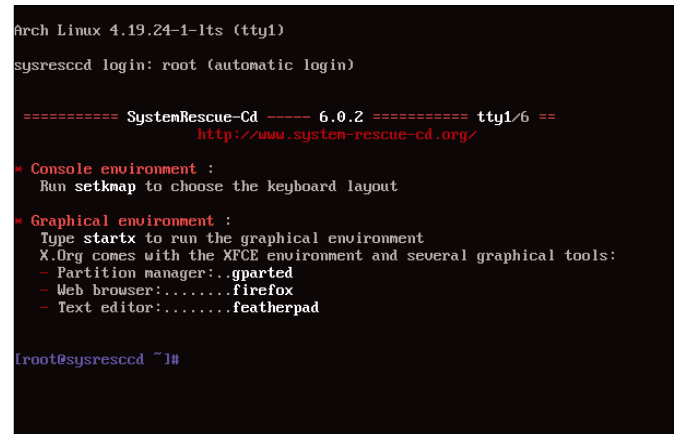 Arch Linux 4.19.24-1-lts (tty1)
sysresccd login: root (automatic login)
=========== SystemRescue-Cd ----- 6.0.2 =========== tty1/6 ==
http://www.system-rescue-cd.org/
* Console environment :
Run setkmap to choose the keyboard layout
* Graphical environment :
Type startx to run the graphical environment
X.Org comes with the XFCE environment and several graphical tools:
- Partition manager:..gparted
- Web browser:........firefox
- Text editor:........featherpad
[root@sysresccd ~]#